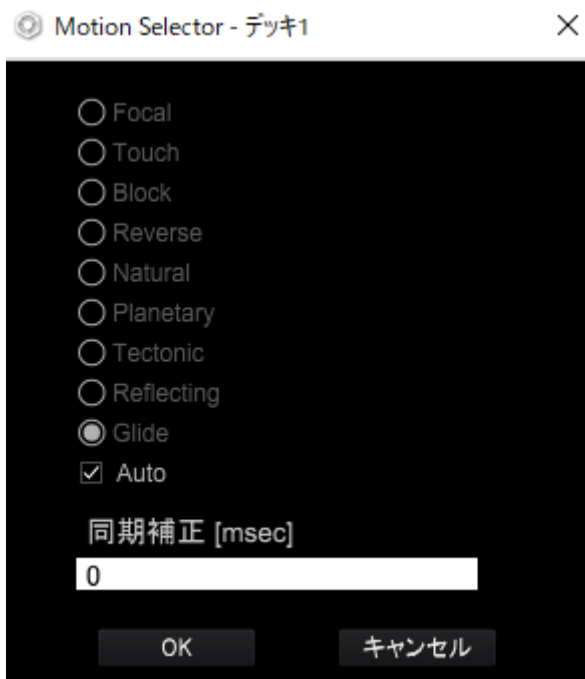 Motion Selector - デッキ1
Focal
Touch
Block
Reverse
Natural
Planetary
Tectonic
Reflecting
Glide
Auto
同期補正 [msec]
0
OK キャンセル